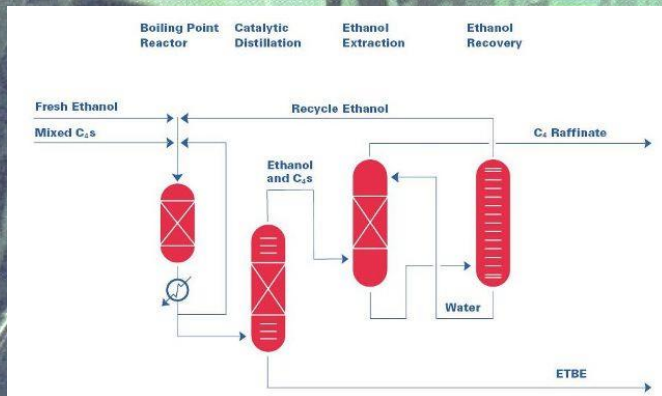 Boiling Point
Reactor
Catalytic
Distillation
Ethanol
Extraction
Ethanol
Recovery
Fresh Ethanol
Recycle Ethanol
Mixed C₄s
C₄ Raffinate
Ethanol
and C₄s
Water
ETBE